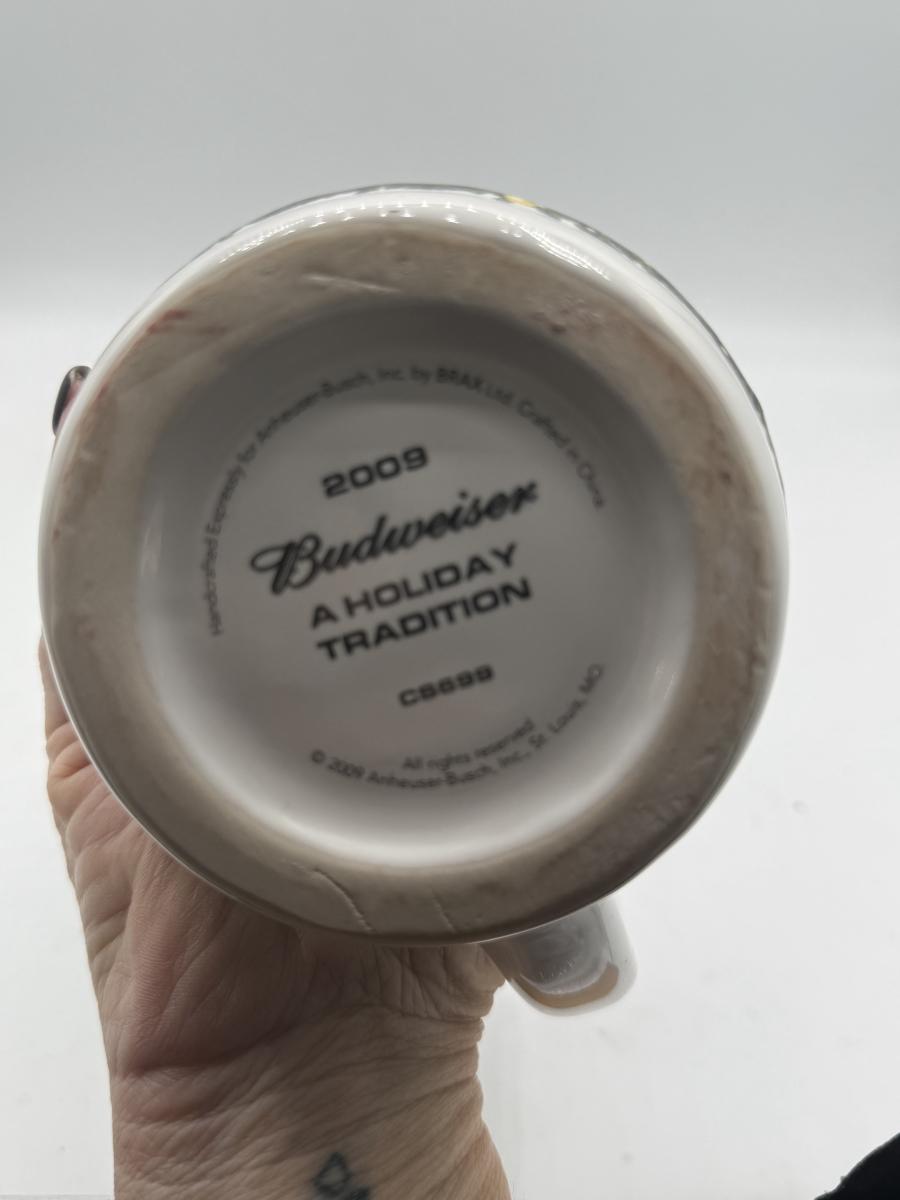 Handcrafted Expressly for Anheuser-Busch, Inc. by BRAX Ltd. Crafted in China
2009
Budweiser
A HOLIDAY
TRADITION
CS699
All rights reserved
© 2009 Anheuser-Busch, Inc., St. Louis, MO